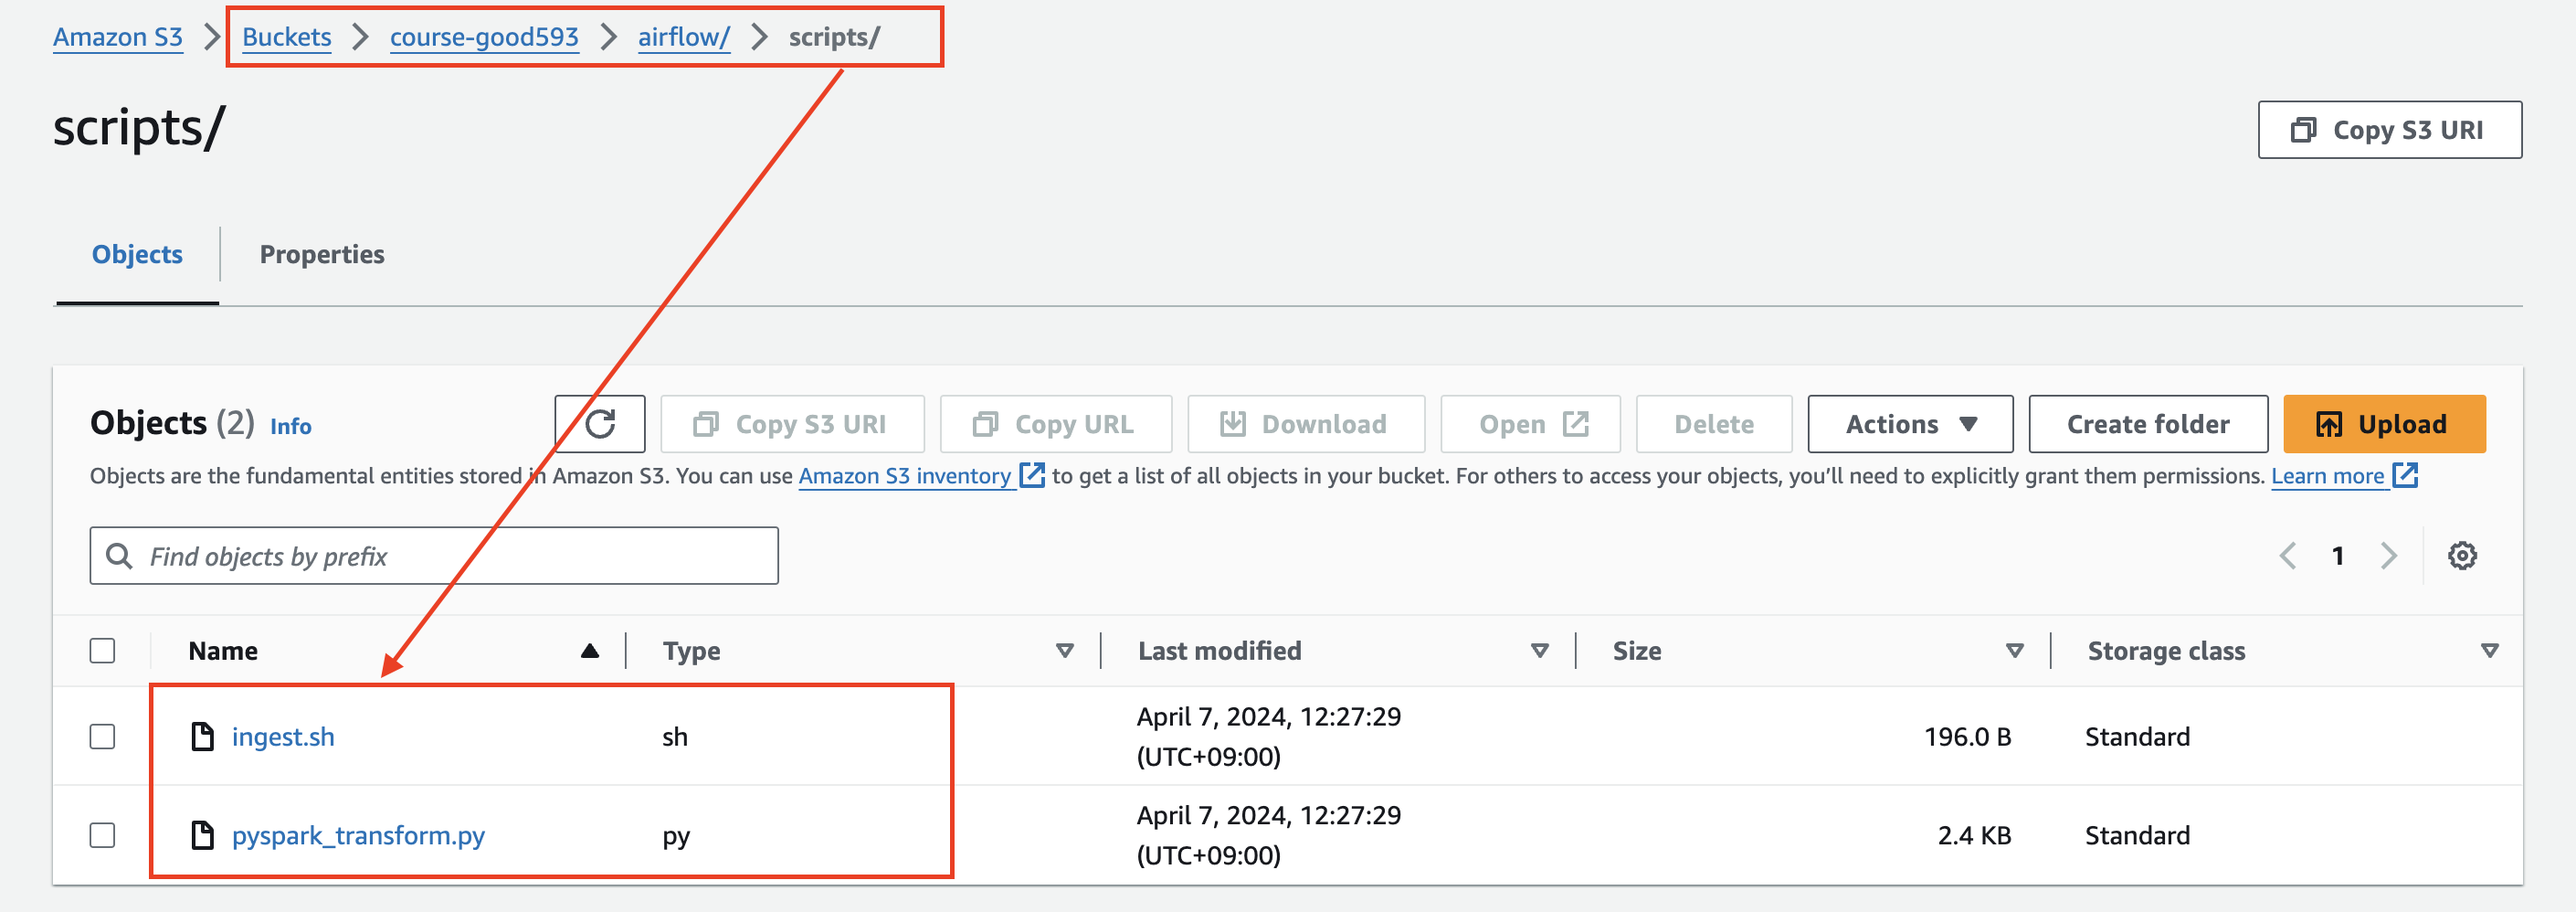 Amazon S3 > Buckets > course-good593 > airflow/ > scripts/
scripts/
Copy S3 URI
Objects
Properties
Objects (2) Info
Copy S3 URI
Copy URL
Download
Open
Delete
Actions
Create folder
Upload
Objects are the fundamental entities stored in Amazon S3. You can use Amazon S3 inventory to get a list of all objects in your bucket. For others to access your objects, you’ll need to explicitly grant them permissions. Learn more
Find objects by prefix
1
Name
Type
Last modified
Size
Storage class
ingest.sh
sh
April 7, 2024, 12:27:29
(UTC+09:00)
196.0 B
Standard
pyspark_transform.py
py
April 7, 2024, 12:27:29
(UTC+09:00)
2.4 KB
Standard